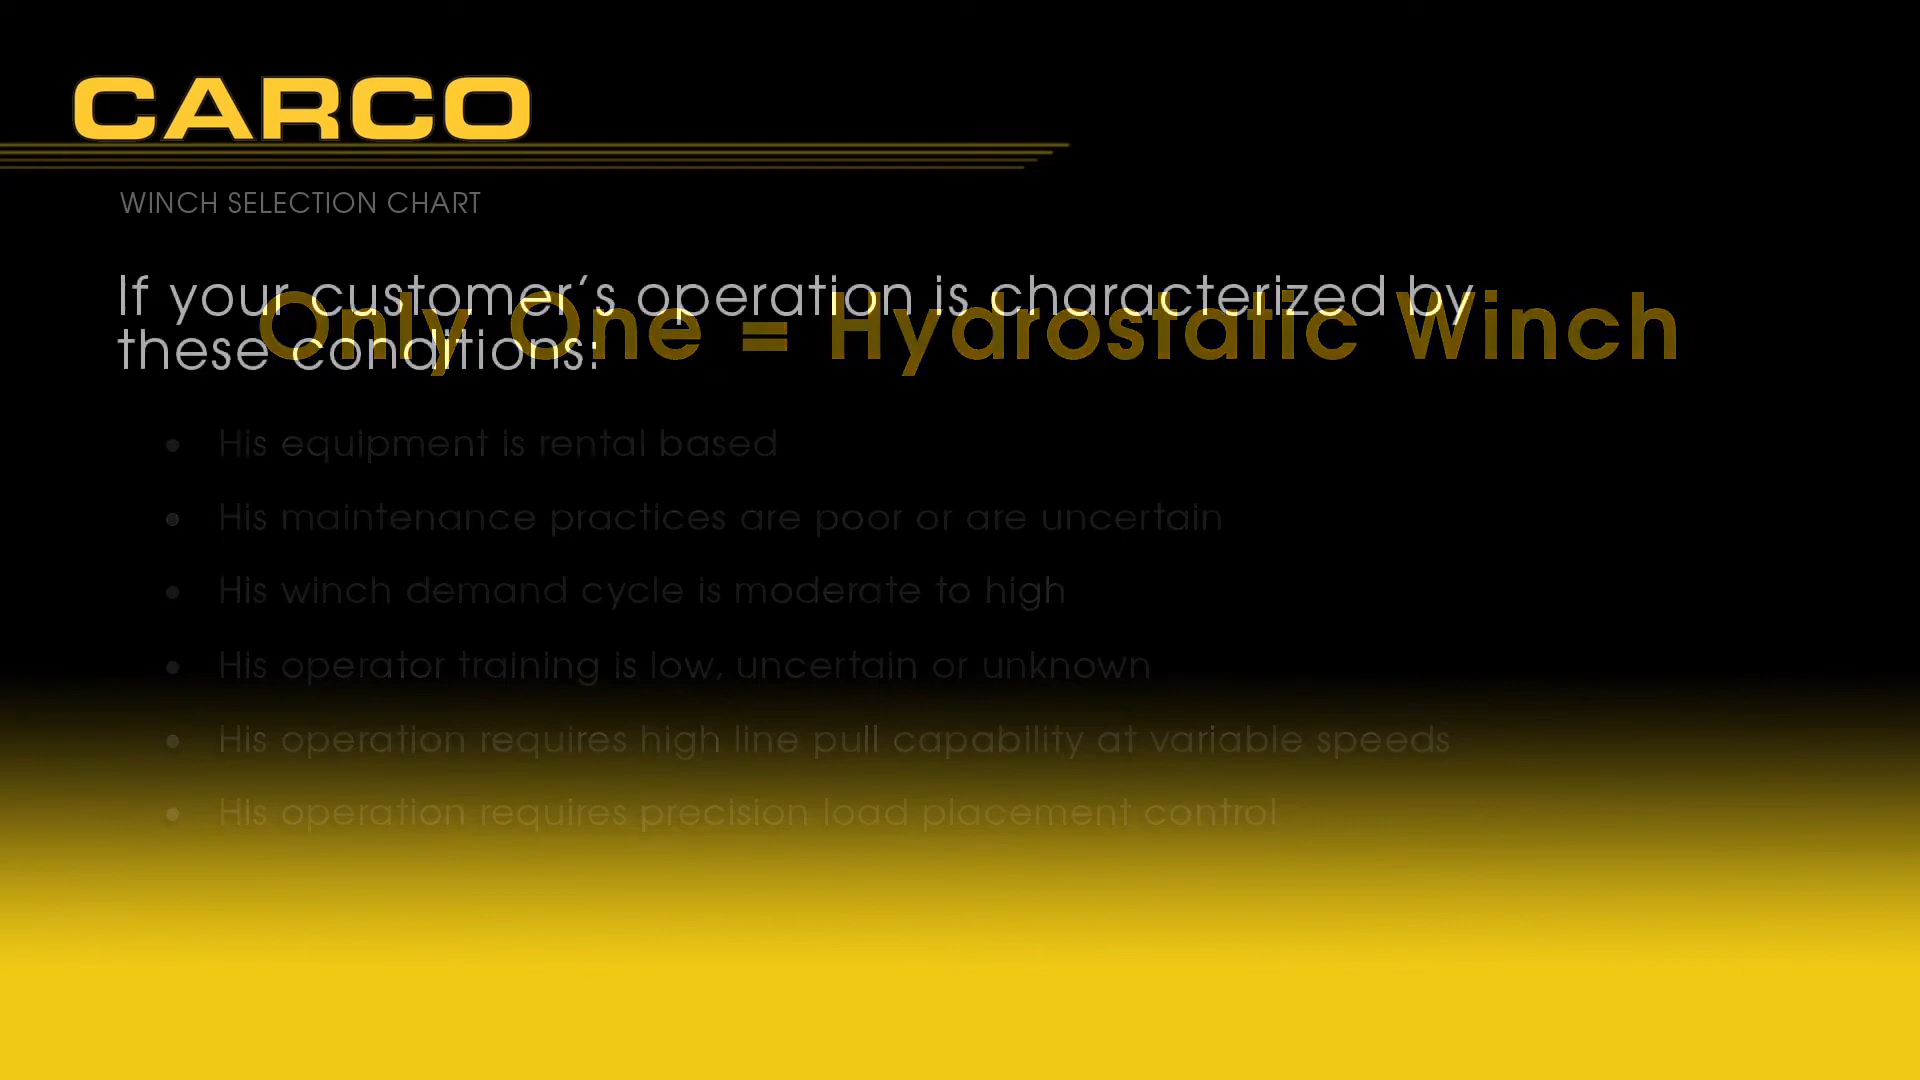 CARCO
WINCH SELECTION CHART
If your customer’s operation is characterized by
these conditions:
Only One = Hydrostatic Winch
• His equipment is rental based
• His maintenance practices are poor or are uncertain
• His winch demand cycle is moderate to high
• His operator training is low, uncertain or unknown
• His operation requires high line pull capability at variable speeds
• His operation requires precision load placement control